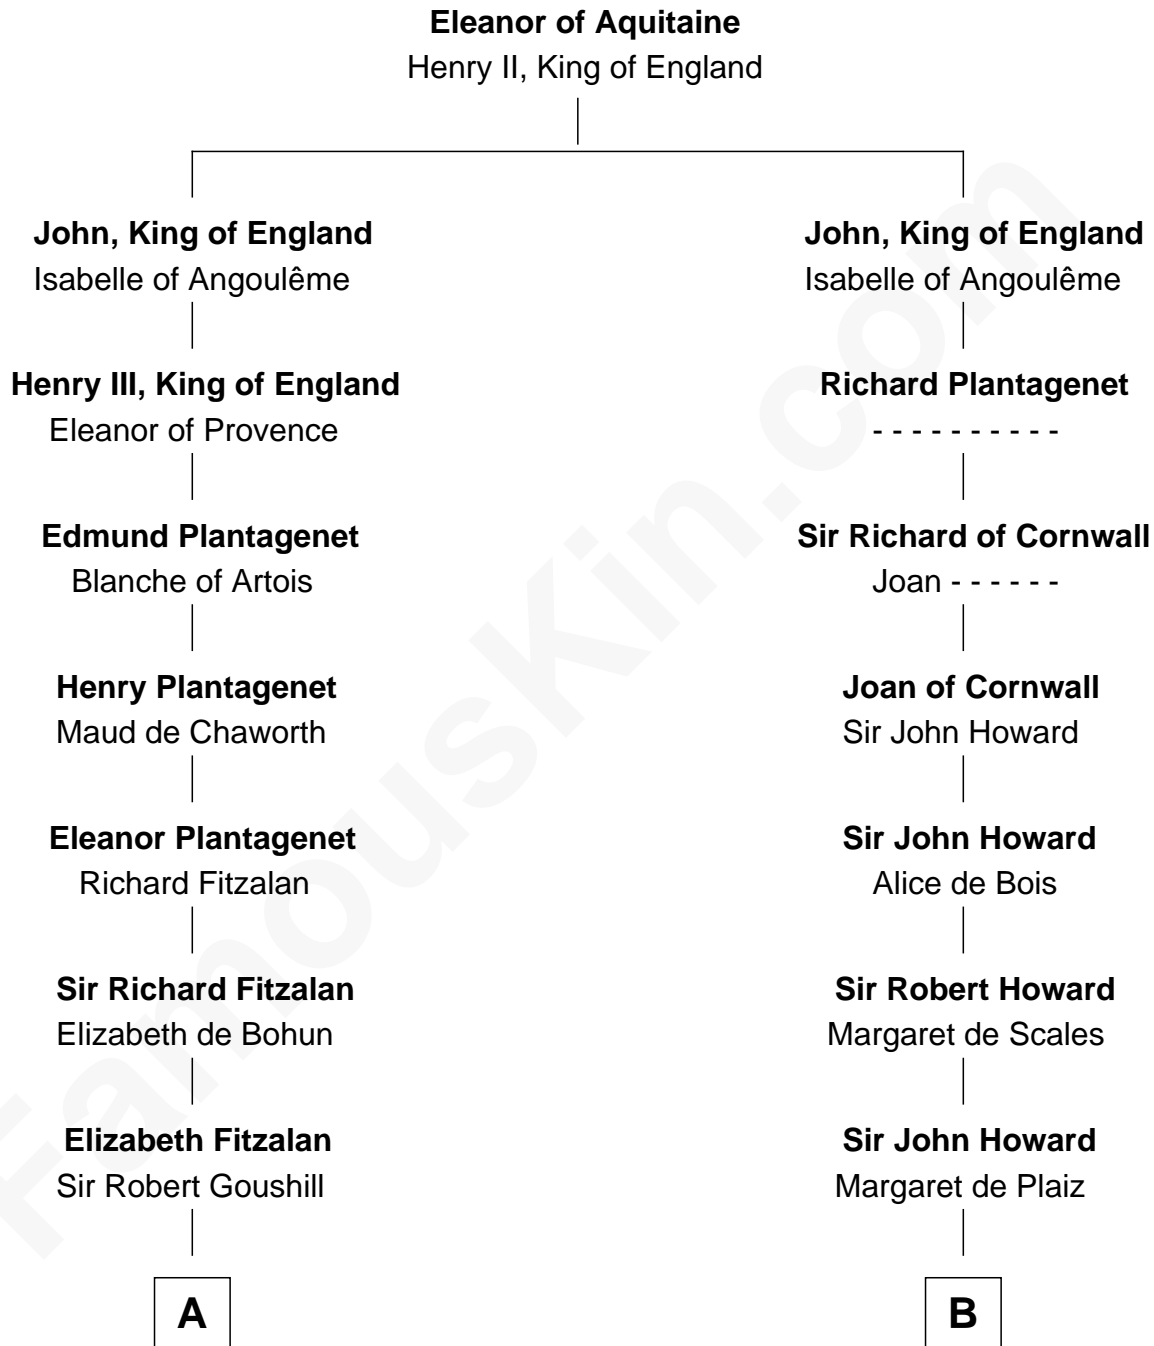 Eleanor of Aquitaine
Henry II, King of England
John, King of England
Isabelle of Angoulême
Henry III, King of England
Eleanor of Provence
Edmund Plantagenet
Blanche of Artois
Henry Plantagenet
Maud de Chaworth
Eleanor Plantagenet
Richard Fitzalan
Sir Richard Fitzalan
Elizabeth de Bohun
Elizabeth Fitzalan
Sir Robert Goushill
A
John, King of England
Isabelle of Angoulême
Richard Plantagenet
- - - - - - - - - -
Sir Richard of Cornwall
Joan - - - - - -
Joan of Cornwall
Sir John Howard
Sir John Howard
Alice de Bois
Sir Robert Howard
Margaret de Scales
Sir John Howard
Margaret de Plaiz
B
FamousKin.com